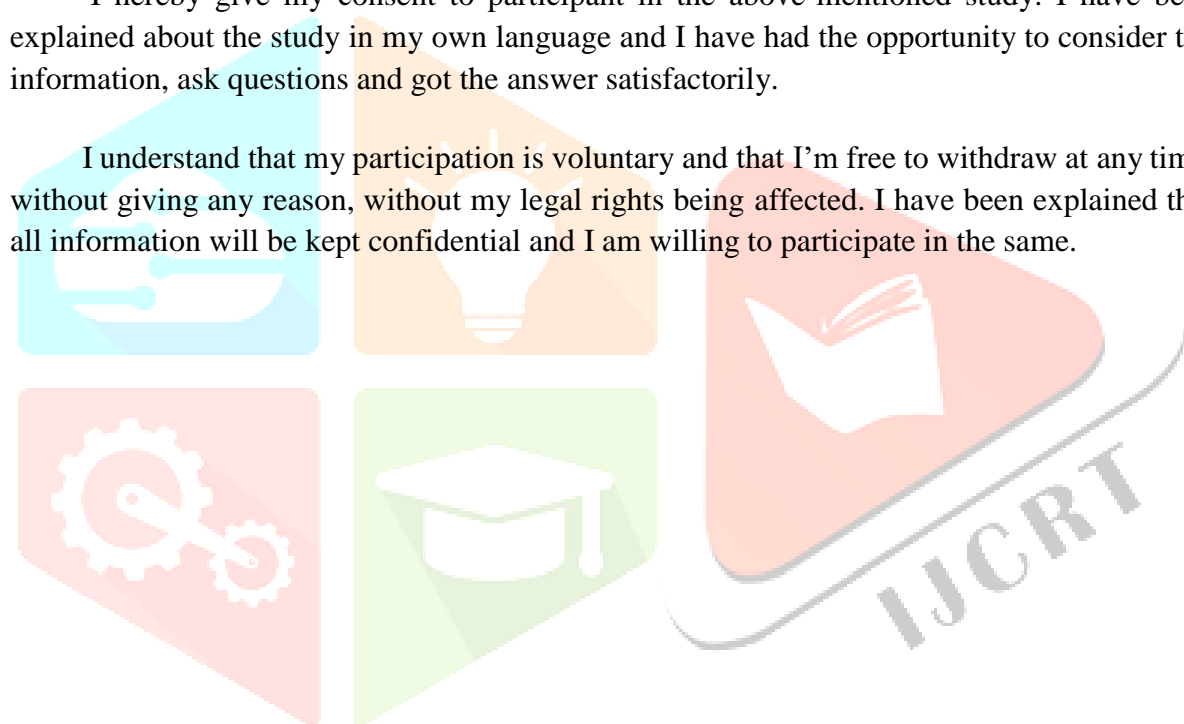 I hereby give my consent to participant in the above-mentioned study. I have be
explained about the study in my own language and I have had the opportunity to consider t
information, ask questions and got the answer satisfactorily.
I understand that my participation is voluntary and that I’m free to withdraw at any tim
without giving any reason, without my legal rights being affected. I have been explained th
all information will be kept confidential and I am willing to participate in the same.
IJCRT